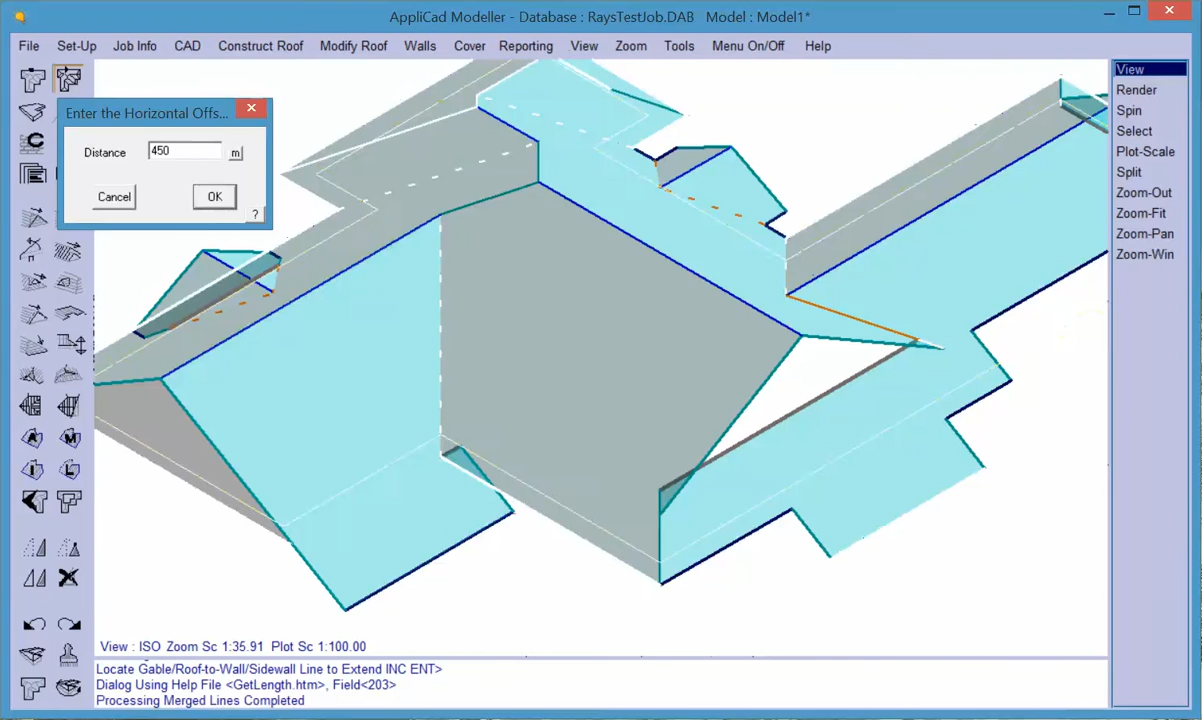 AppliCad Modeller - Database : RaysTestJob.DAB Model : Model1*
File Set-Up Job Info CAD Construct Roof Modify Roof Walls Cover Reporting View Zoom Tools Menu On/Off Help
Enter the Horizontal Offs...
Distance 450 m
Cancel OK
?
View
Render
Spin
Select
Plot-Scale
Split
Zoom-Out
Zoom-Fit
Zoom-Pan
Zoom-Win
View : ISO Zoom Sc 1:35.91 Plot Sc 1:100.00
Locate Gable/Roof-to-Wall/Sidewall Line to Extend INC ENT>
Dialog Using Help File <GetLength.htm>, Field<203>
Processing Merged Lines Completed